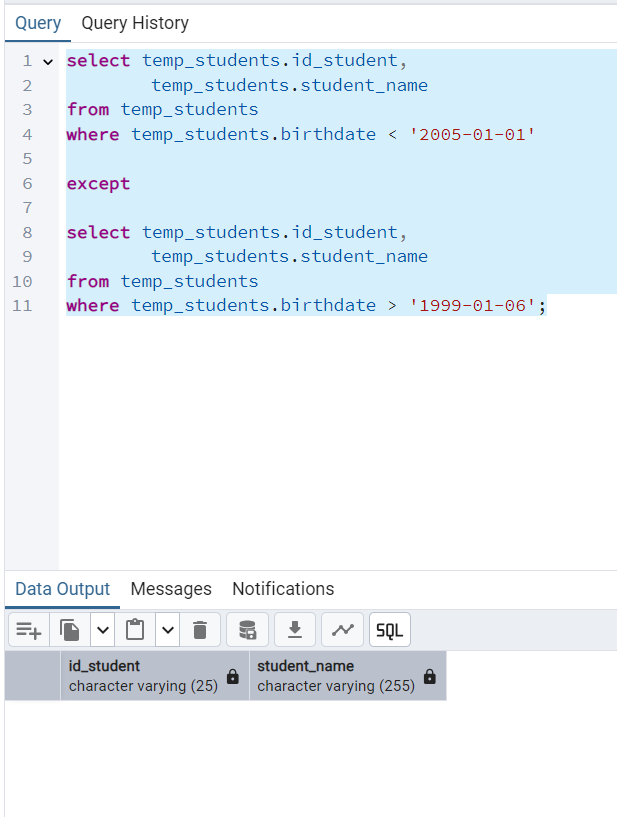 Query Query History
1 select temp_students.id_student,
2 temp_students.student_name
3 from temp_students
4 where temp_students.birthdate < '2005-01-01'
5
6 except
7
8 select temp_students.id_student,
9 temp_students.student_name
10 from temp_students
11 where temp_students.birthdate > '1999-01-06';
Data Output Messages Notifications
SQL
id_student student_name
character varying (25) character varying (255)